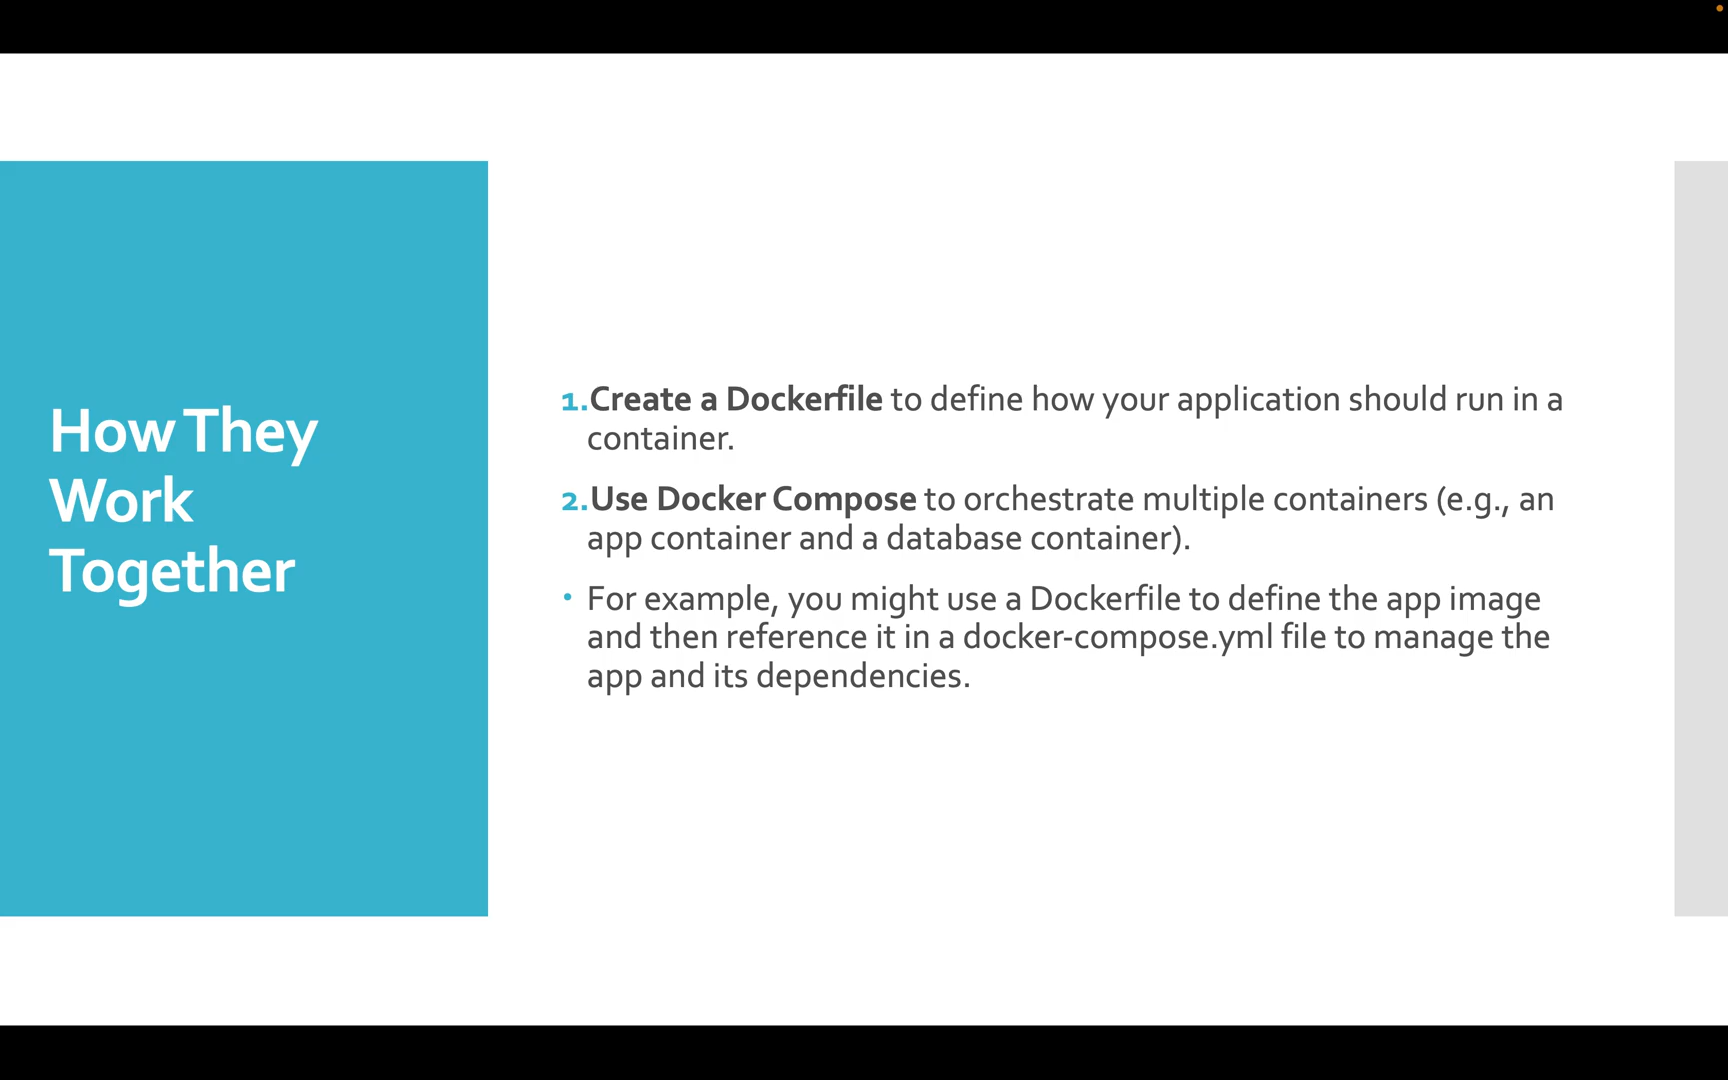 How They
Work
Together
1.Create a Dockerfile to define how your application should run in a
container.
2.Use Docker Compose to orchestrate multiple containers (e.g., an
app container and a database container).
• For example, you might use a Dockerfile to define the app image
and then reference it in a docker-compose.yml file to manage the
app and its dependencies.